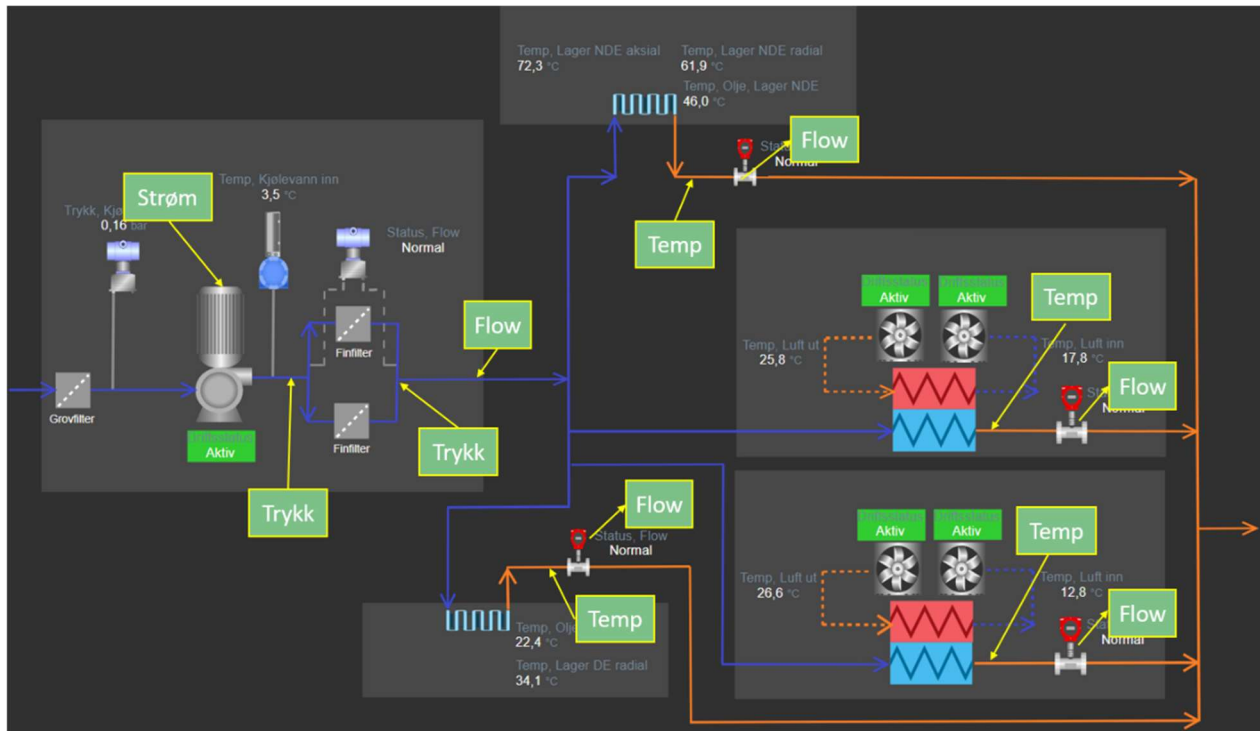 Temp, Lager NDE aksial
72,3 °C
Temp, Lager NDE radial
61,9 °C
Temp, Olje, Lager NDE
46,0 °C
Flow
Normal
Temp
Strøm
Temp, Kjølevann inn
3,5 °C
Trykk,
0,16 bar
Status, Flow
Normal
Finfilter
Finfilter
Grovfilter
Aktiv
Flow
Trykk
Trykk
Aktiv
Aktiv
Temp
Temp, Luft ut
25,8 °C
Temp, Luft inn
17,8 °C
Flow
Normal
Flow
Status, Flow
Normal
Temp
Temp, Olje
22,4 °C
Temp, Lager DE radial
34,1 °C
Aktiv
Aktiv
Temp
Temp, Luft ut
26,6 °C
Temp, Luft inn
12,8 °C
Flow
Normal